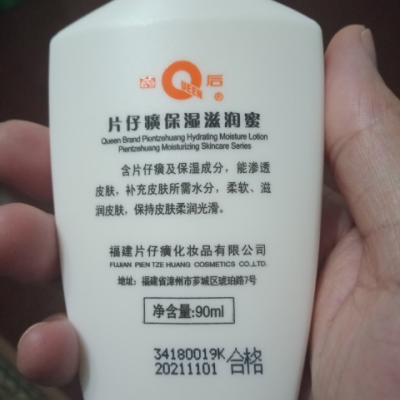 皇 QUEEN 后 ®
片仔癀保湿滋润蜜
Queen Brand Pientzehuang Hydrating Moisture Lotion
Pientzehuang Moisturizing Skincare Series
含片仔癀及保湿成分，能渗透
皮肤，补充皮肤所需水分，柔软、滋
润皮肤，保持皮肤柔润光滑。
福建片仔癀化妆品有限公司
FUJIAN PIEN TZE HUANG COSMETICS CO.,LTD.
地址：福建省漳州市芗城区琥珀路7号
净含量:90ml
34180019K
20211101 合格